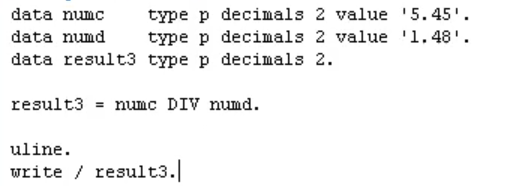 data numc    type p decimals 2 value '5.45'.
data numd    type p decimals 2 value '1.48'.
data result3 type p decimals 2.
result3 = numc DIV numd.
uline.
write / result3.